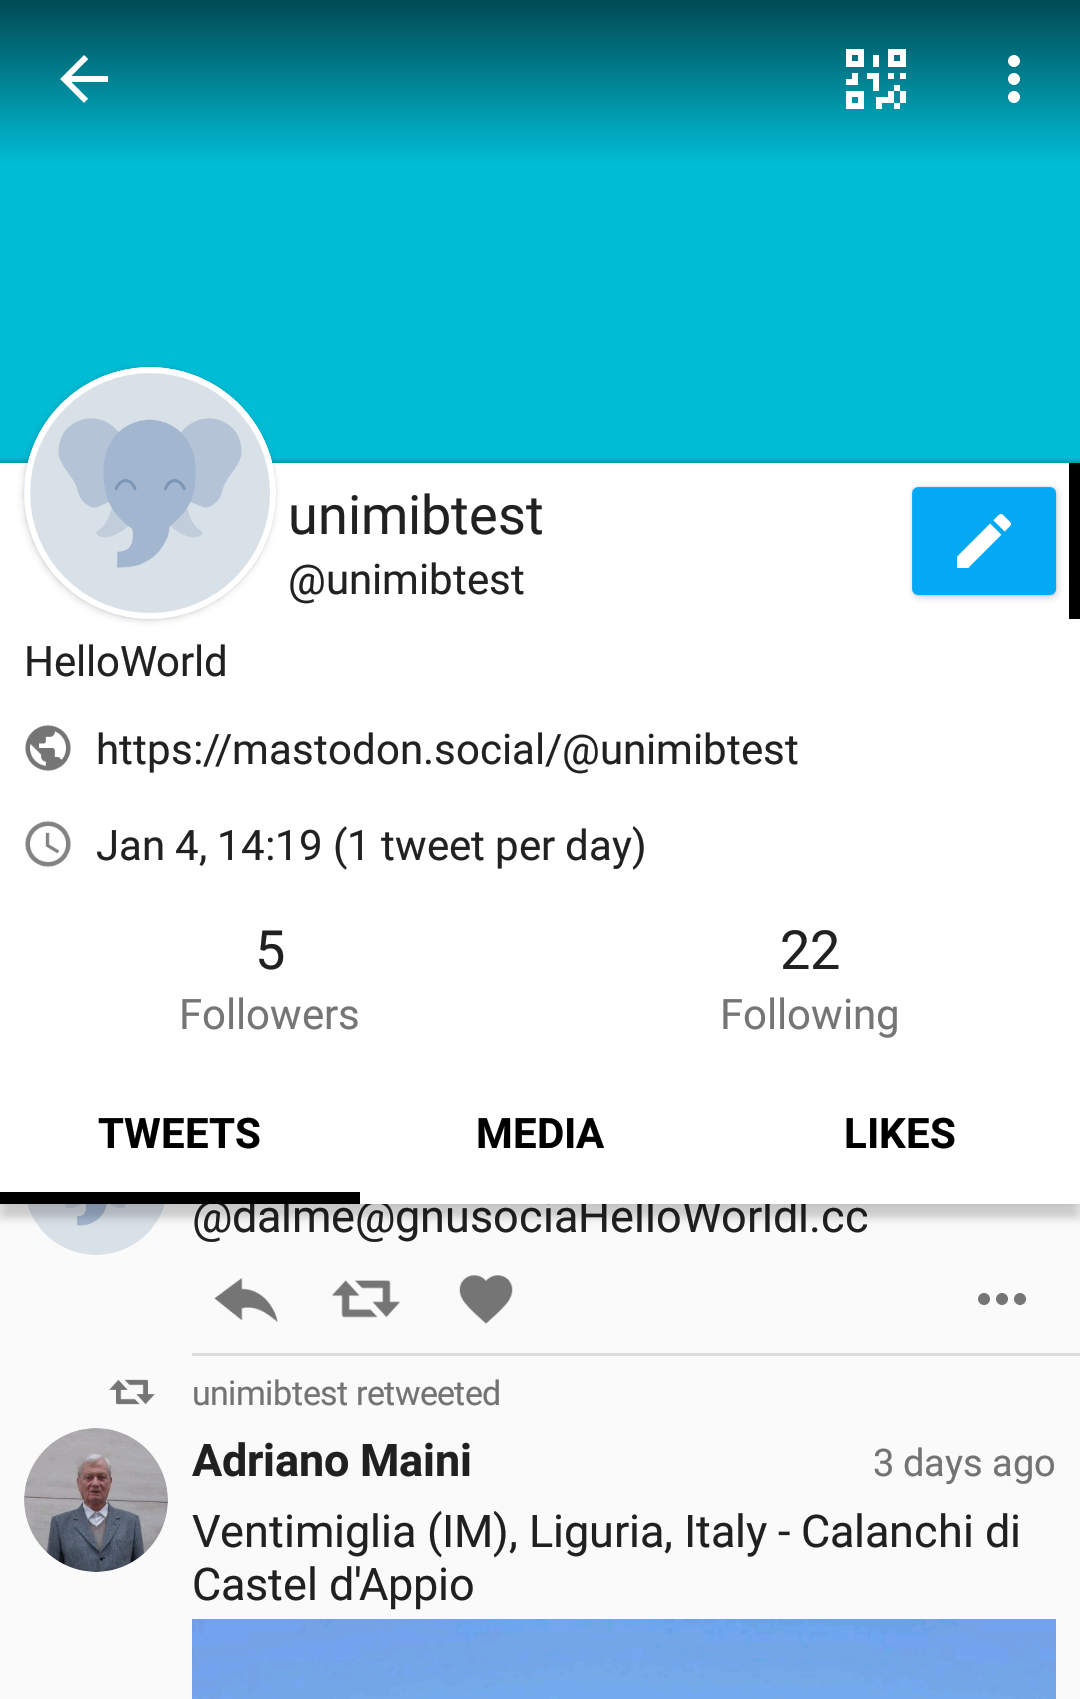 unimibtest
@unimibtest
HelloWorld
https://mastodon.social/@unimibtest
Jan 4, 14:19 (1 tweet per day)
5
Followers
22
Following
TWEETS
MEDIA
LIKES
@dalme@gnusociaHelloWorldl.cc
unimibtest retweeted
Adriano Maini
3 days ago
Ventimiglia (IM), Liguria, Italy - Calanchi di
Castel d'Appio